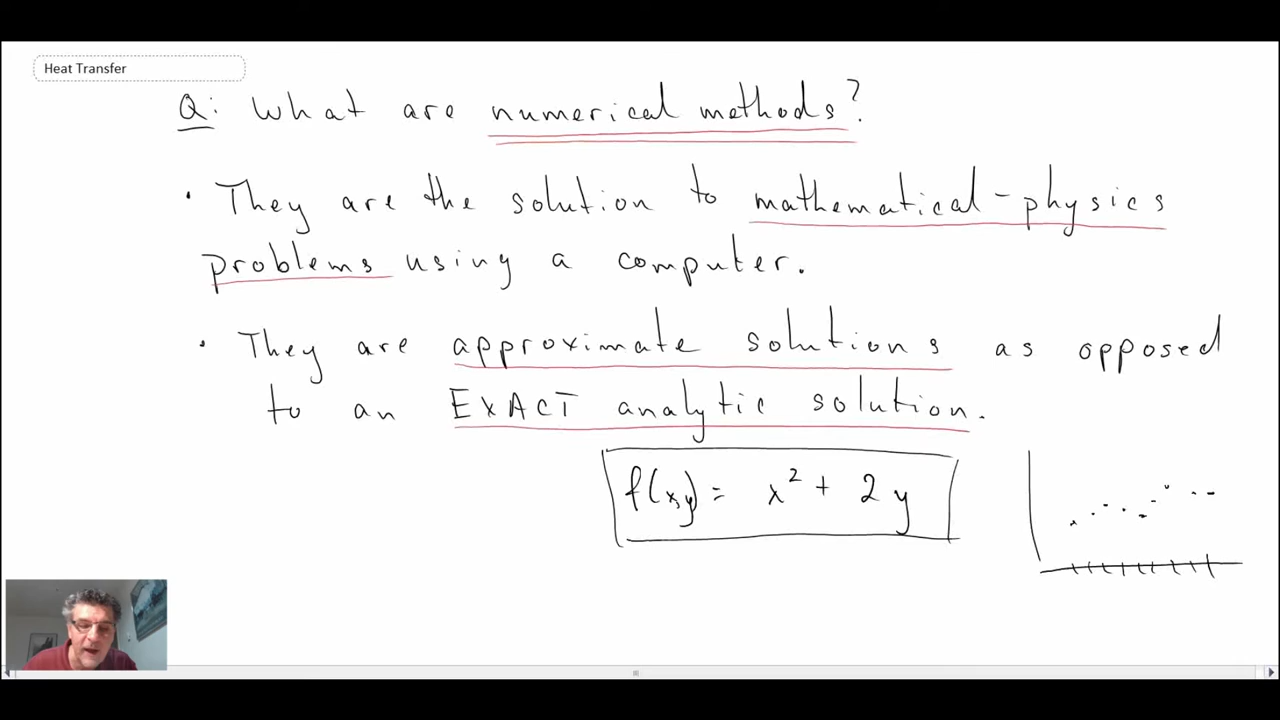 Heat Transfer
Q: What are numerical methods?
• They are the solution to mathematical-physics
problems using a computer.
• They are approximate solutions as opposed
to an EXACT analytic solution.
f(x,y) = x² + 2y